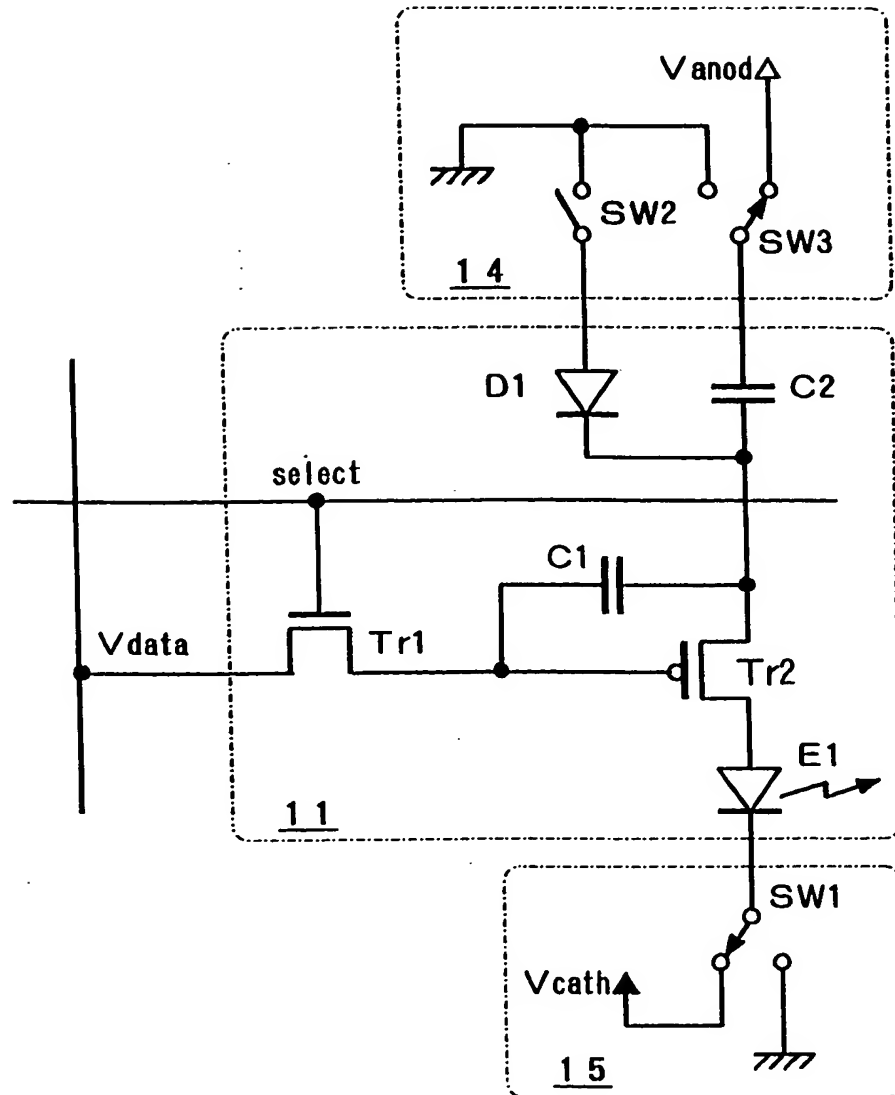 Vanod
SW2
SW3
14
D1
C2
select
C1
Vdata
Tr1
Tr2
E1
11
SW1
Vcath
15